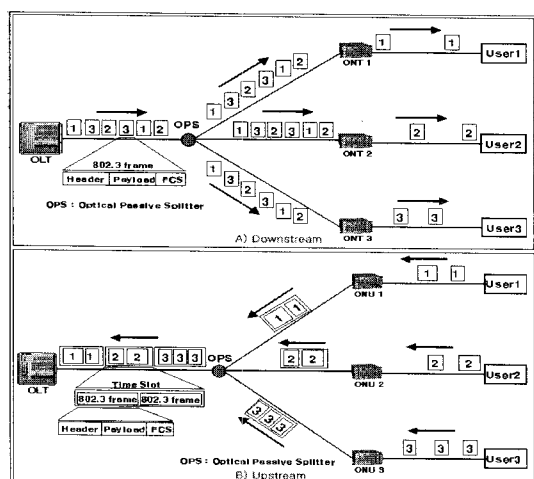 1 1
User1
ONT 1
1 3 2 3 1 2
1 3 2 3 1 2
OPS
1 3 2 3 1 2
2 2
User2
OLT
ONT 2
802.3 frame
Header Payload FCS
1 3 2 3 1 2
OPS : Optical Passive Splitter
3 3
User3
ONT 3
A) Downstream
1 1
User1
ONU 1
1 1
1 1 2 2 3 3 3
OPS
2 2
2 2
User2
OLT
ONU 2
Time Slot
802.3 frame 802.3 frame
Header Payload FCS
3 3 3
3 3 3
User3
ONU 3
OPS : Optical Passive Splitter
B) Upstream